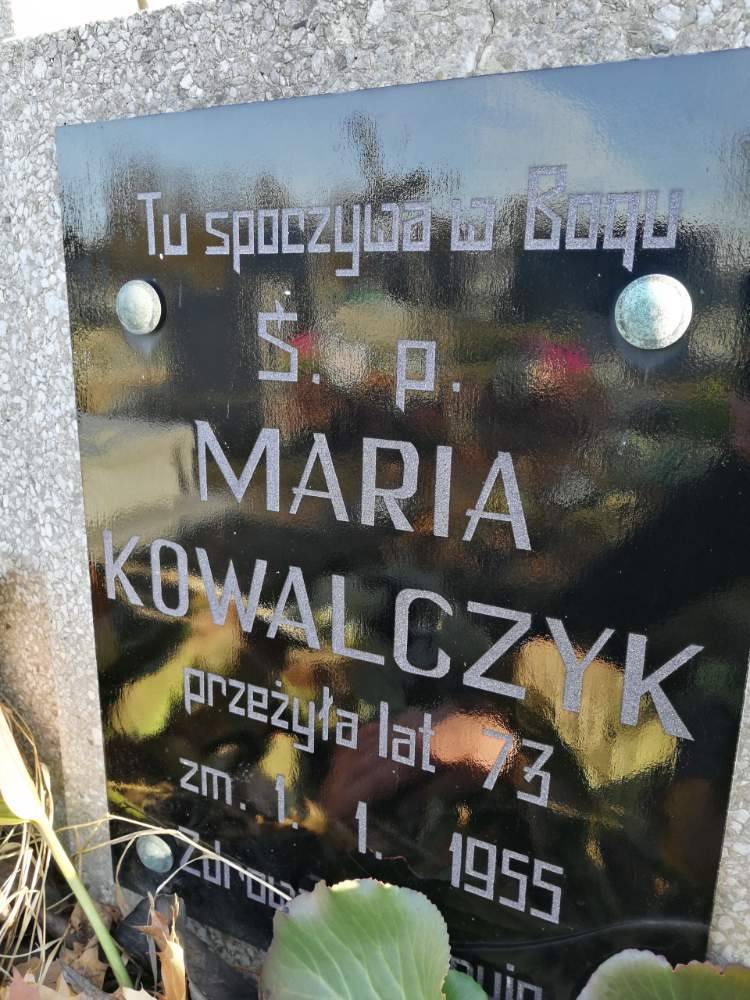 Tu spoczywa w Bogu
Ś. p.
MARIA
KOWALCZYK
przeżyła lat 73
zm. 1. 1. 1955